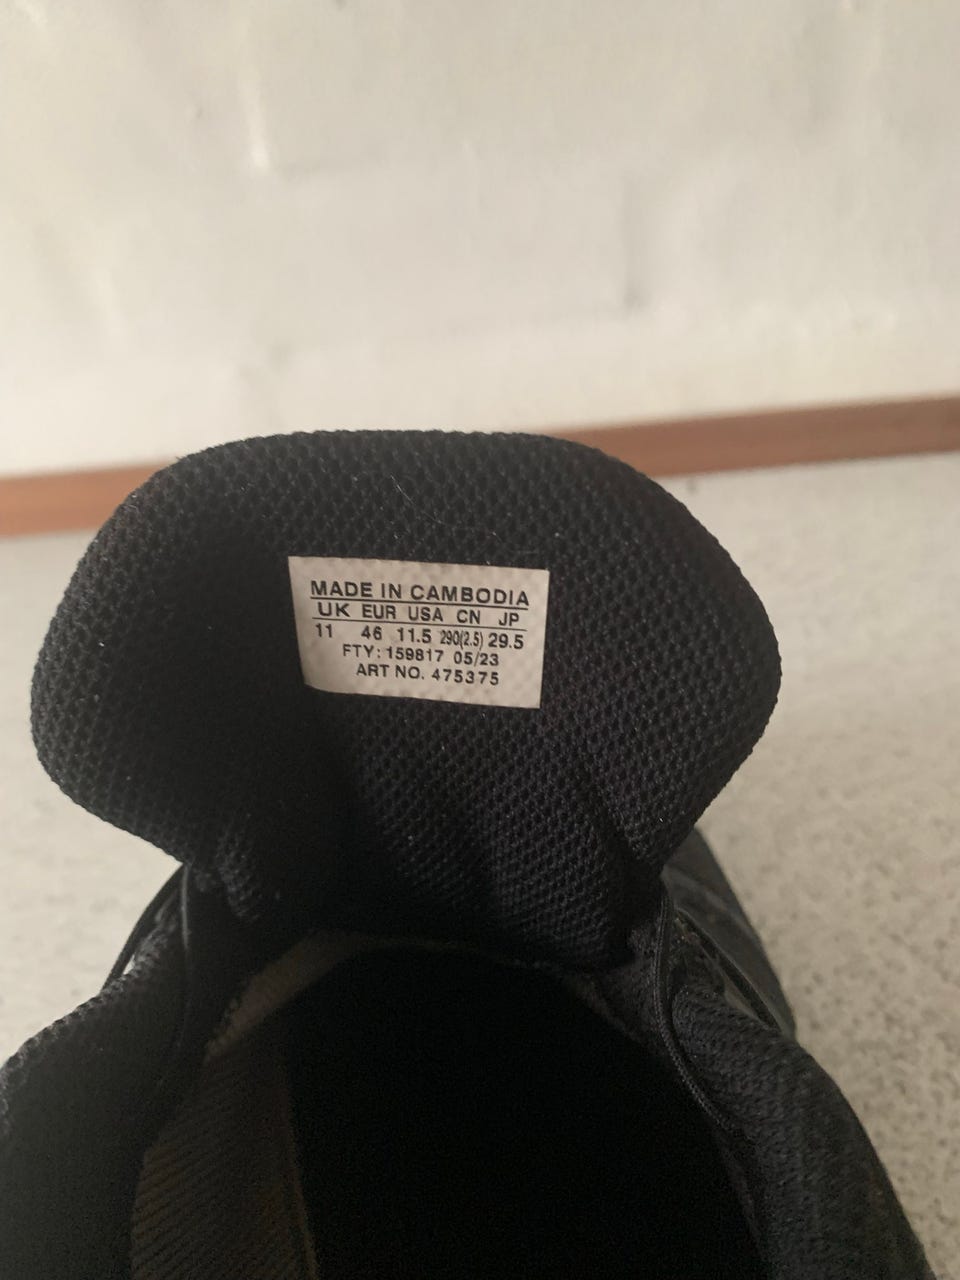 MADE IN CAMBODIA
UK EUR USA CN JP
11 46 11.5 290(2.5) 29.5
FTY: 159817 05/23
ART NO. 475375